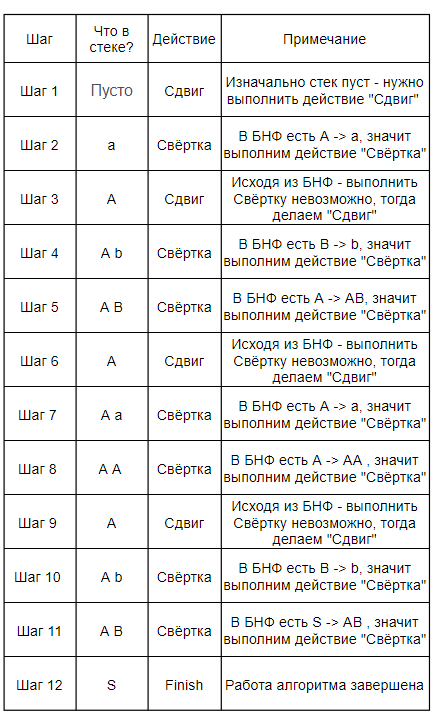 Шаг
Что в
стеке?
Действие
Примечание
Шаг 1
Пусто
Сдвиг
Изначально стек пуст - нужно
выполнить действие "Сдвиг"
Шаг 2
a
Свёртка
В БНФ есть A -> a, значит
выполним действие "Свёртка"
Шаг 3
A
Сдвиг
Исходя из БНФ - выполнить
Свёртку невозможно, тогда
делаем "Сдвиг"
Шаг 4
A b
Свёртка
В БНФ есть B -> b, значит
выполним действие "Свёртка"
Шаг 5
A B
Свёртка
В БНФ есть A -> AB, значит
выполним действие "Свёртка"
Шаг 6
A
Сдвиг
Исходя из БНФ - выполнить
Свёртку невозможно, тогда
делаем "Сдвиг"
Шаг 7
A a
Свёртка
В БНФ есть A -> a, значит
выполним действие "Свёртка"
Шаг 8
A A
Свёртка
В БНФ есть A -> AA , значит
выполним действие "Свёртка"
Шаг 9
A
Сдвиг
Исходя из БНФ - выполнить
Свёртку невозможно, тогда
делаем "Сдвиг"
Шаг 10
A b
Свёртка
В БНФ есть B -> b, значит
выполним действие "Свёртка"
Шаг 11
A B
Свёртка
В БНФ есть S -> AB , значит
выполним действие "Свёртка"
Шаг 12
S
Finish
Работа алгоритма завершена